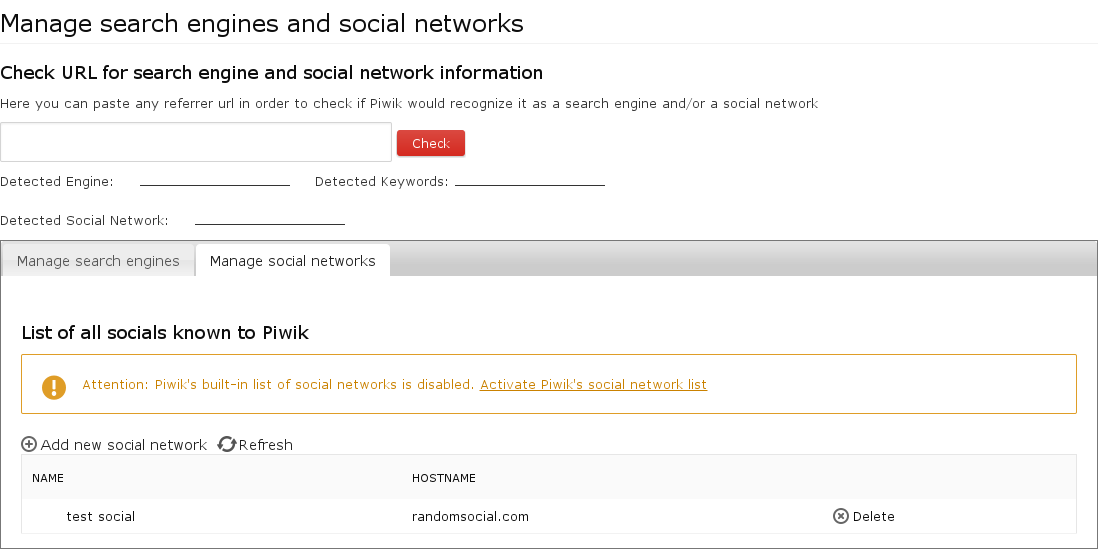 Manage search engines and social networks
Check URL for search engine and social network information
Here you can paste any referrer url in order to check if Piwik would recognize it as a search engine and/or a social network
Check
Detected Engine: Detected Keywords:
Detected Social Network:
Manage search engines Manage social networks
List of all socials known to Piwik
Attention: Piwik's built-in list of social networks is disabled. Activate Piwik's social network list
Add new social network Refresh
NAME HOSTNAME
test social randomsocial.com Delete